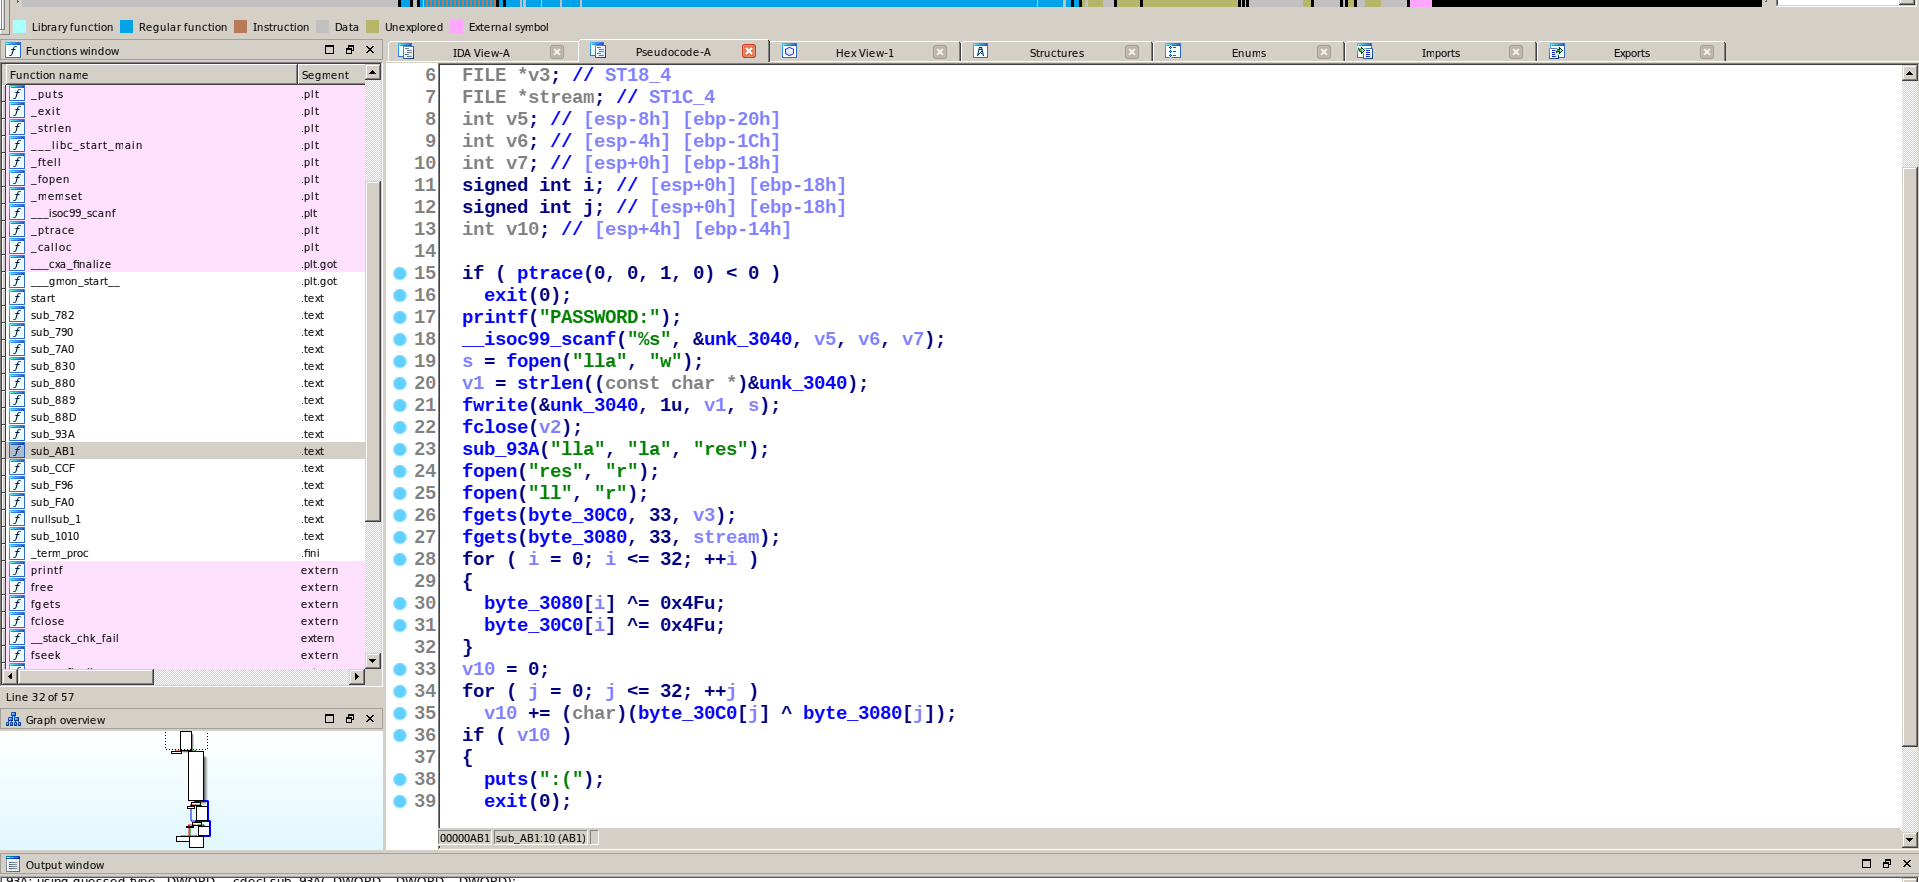 Library function Regular function Instruction Data Unexplored External symbol
Functions window
IDA View-A Pseudocode-A Hex View-1 Structures Enums Imports Exports
Function name Segment
_puts .plt
_exit .plt
_strlen .plt
___libc_start_main .plt
_ftell .plt
_fopen .plt
_memset .plt
___isoc99_scanf .plt
_ptrace .plt
_calloc .plt
___cxa_finalize .plt.got
___gmon_start__ .plt.got
start .text
sub_782 .text
sub_790 .text
sub_7A0 .text
sub_830 .text
sub_880 .text
sub_889 .text
sub_88D .text
sub_93A .text
sub_AB1 .text
sub_CCF .text
sub_F96 .text
sub_FA0 .text
nullsub_1 .text
sub_1010 .text
_term_proc .fini
printf extern
free extern
fgets extern
fclose extern
__stack_chk_fail extern
fseek extern
Line 32 of 57
Graph overview
6 FILE *v3; // ST18_4
7 FILE *stream; // ST1C_4
8 int v5; // [esp-8h] [ebp-20h]
9 int v6; // [esp-4h] [ebp-1Ch]
10 int v7; // [esp+0h] [ebp-18h]
11 signed int i; // [esp+0h] [ebp-18h]
12 signed int j; // [esp+0h] [ebp-18h]
13 int v10; // [esp+4h] [ebp-14h]
14
15 if ( ptrace(0, 0, 1, 0) < 0 )
16 exit(0);
17 printf("PASSWORD:");
18 __isoc99_scanf("%s", &unk_3040, v5, v6, v7);
19 s = fopen("lla", "w");
20 v1 = strlen((const char *)&unk_3040);
21 fwrite(&unk_3040, 1u, v1, s);
22 fclose(v2);
23 sub_93A("lla", "la", "res");
24 fopen("res", "r");
25 fopen("ll", "r");
26 fgets(byte_30C0, 33, v3);
27 fgets(byte_3080, 33, stream);
28 for ( i = 0; i <= 32; ++i )
29 {
30 byte_3080[i] ^= 0x4Fu;
31 byte_30C0[i] ^= 0x4Fu;
32 }
33 v10 = 0;
34 for ( j = 0; j <= 32; ++j )
35 v10 += (char)(byte_30C0[j] ^ byte_3080[j]);
36 if ( v10 )
37 {
38 puts(":(");
39 exit(0);
00000AB1 sub_AB1:10 (AB1)
Output window